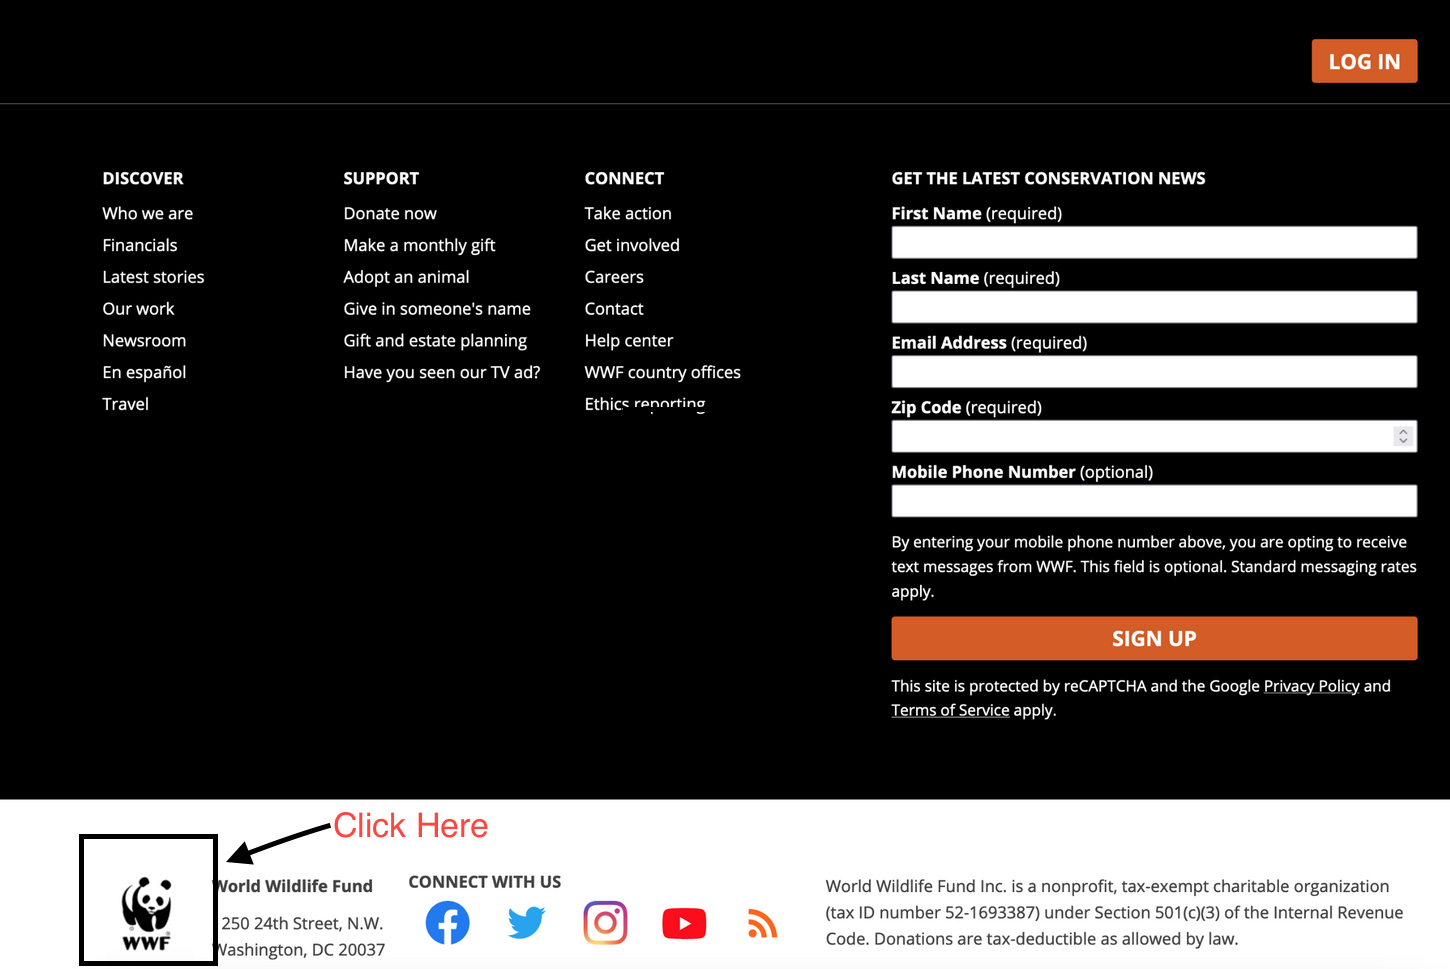 LOG IN
DISCOVER
Who we are
Financials
Latest stories
Our work
Newsroom
En español
Travel
SUPPORT
Donate now
Make a monthly gift
Adopt an animal
Give in someone's name
Gift and estate planning
Have you seen our TV ad?
CONNECT
Take action
Get involved
Careers
Contact
Help center
WWF country offices
Ethics reporting
GET THE LATEST CONSERVATION NEWS
First Name (required)
Last Name (required)
Email Address (required)
Zip Code (required)
Mobile Phone Number (optional)
By entering your mobile phone number above, you are opting to receive
text messages from WWF. This field is optional. Standard messaging rates
apply.
SIGN UP
This site is protected by reCAPTCHA and the Google Privacy Policy and
Terms of Service apply.
Click Here
WWF
World Wildlife Fund
250 24th Street, N.W.
Washington, DC 20037
CONNECT WITH US
World Wildlife Fund Inc. is a nonprofit, tax-exempt charitable organization
(tax ID number 52-1693387) under Section 501(c)(3) of the Internal Revenue
Code. Donations are tax-deductible as allowed by law.